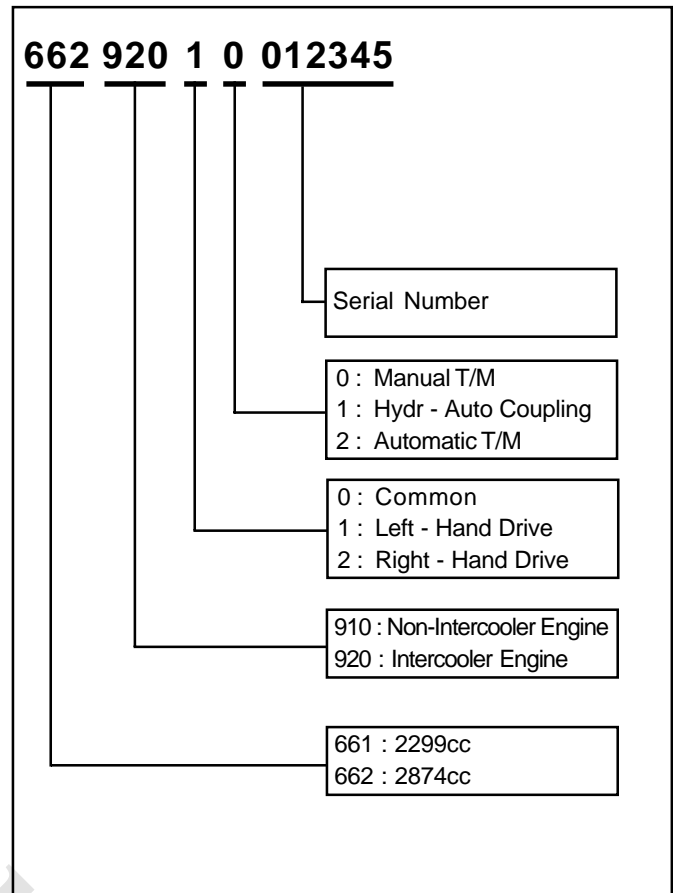 662 920 1 0 012345
Serial Number
0 : Manual T/M
1 : Hydr - Auto Coupling
2 : Automatic T/M
0 : Common
1 : Left - Hand Drive
2 : Right - Hand Drive
910 : Non-Intercooler Engine
920 : Intercooler Engine
661 : 2299cc
662 : 2874cc